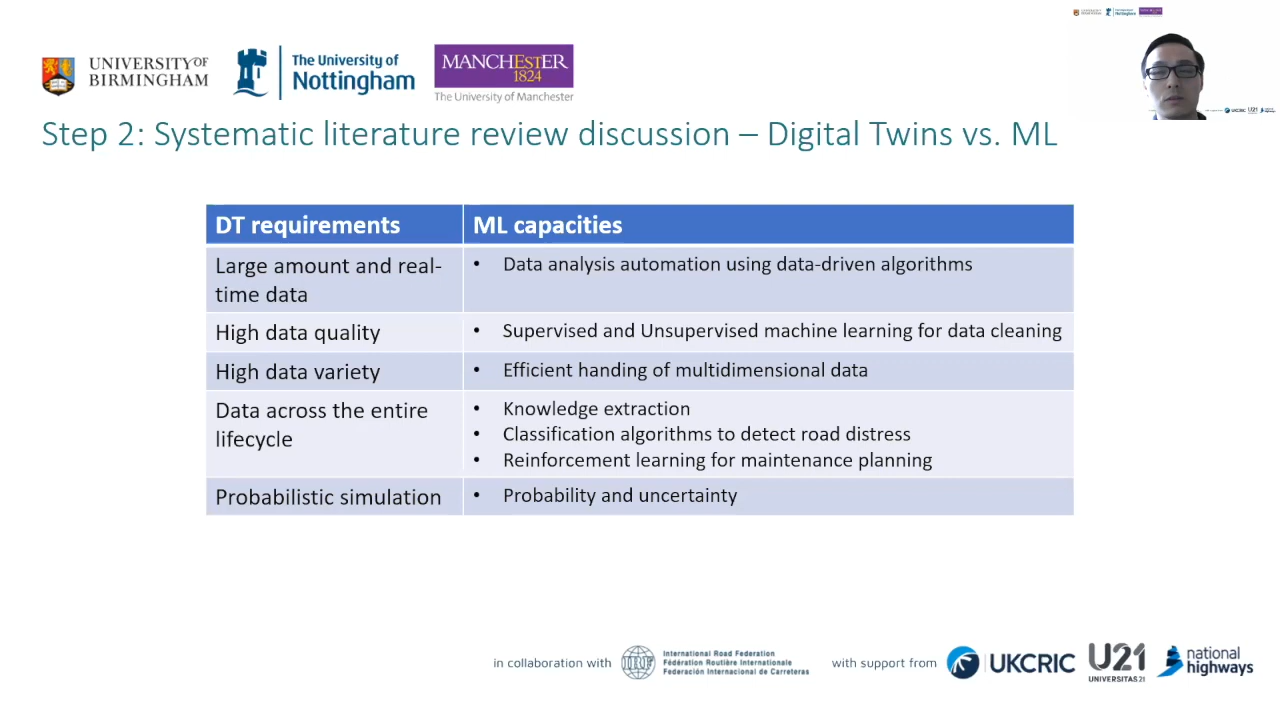 UNIVERSITY OF
BIRMINGHAM
The University of
Nottingham
MANCHESTER
1824
The University of Manchester
Step 2: Systematic literature review discussion – Digital Twins vs. ML
DT requirements
ML capacities
Large amount and real-
time data
• Data analysis automation using data-driven algorithms
High data quality
• Supervised and Unsupervised machine learning for data cleaning
High data variety
• Efficient handing of multidimensional data
Data across the entire
lifecycle
• Knowledge extraction
• Classification algorithms to detect road distress
• Reinforcement learning for maintenance planning
Probabilistic simulation
• Probability and uncertainty
in collaboration with
IRF
International Road Federation
Fédération Routière Internationale
Federación Internacional de Carreteras
with support from
UKCRIC
U21
UNIVERSITAS 21
national
highways